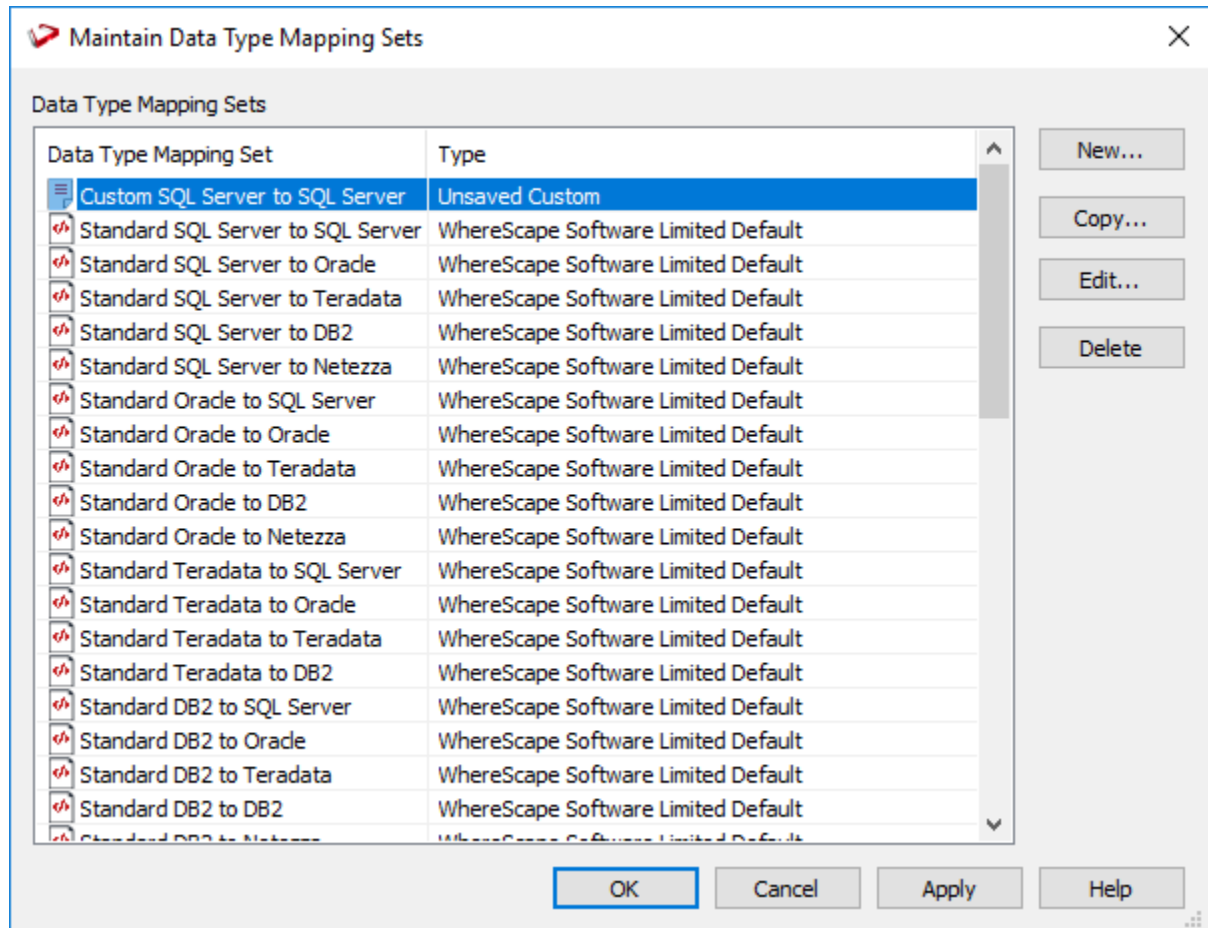 Maintain Data Type Mapping Sets
Data Type Mapping Sets
Data Type Mapping Set Type
Custom SQL Server to SQL Server Unsaved Custom
Standard SQL Server to SQL Server WhereScape Software Limited Default
Standard SQL Server to Oracle WhereScape Software Limited Default
Standard SQL Server to Teradata WhereScape Software Limited Default
Standard SQL Server to DB2 WhereScape Software Limited Default
Standard SQL Server to Netezza WhereScape Software Limited Default
Standard Oracle to SQL Server WhereScape Software Limited Default
Standard Oracle to Oracle WhereScape Software Limited Default
Standard Oracle to Teradata WhereScape Software Limited Default
Standard Oracle to DB2 WhereScape Software Limited Default
Standard Oracle to Netezza WhereScape Software Limited Default
Standard Teradata to SQL Server WhereScape Software Limited Default
Standard Teradata to Oracle WhereScape Software Limited Default
Standard Teradata to Teradata WhereScape Software Limited Default
Standard Teradata to DB2 WhereScape Software Limited Default
Standard DB2 to SQL Server WhereScape Software Limited Default
Standard DB2 to Oracle WhereScape Software Limited Default
Standard DB2 to Teradata WhereScape Software Limited Default
Standard DB2 to DB2 WhereScape Software Limited Default
Standard DB2 to Netezza WhereScape Software Limited Default
New...
Copy...
Edit...
Delete
OK Cancel Apply Help